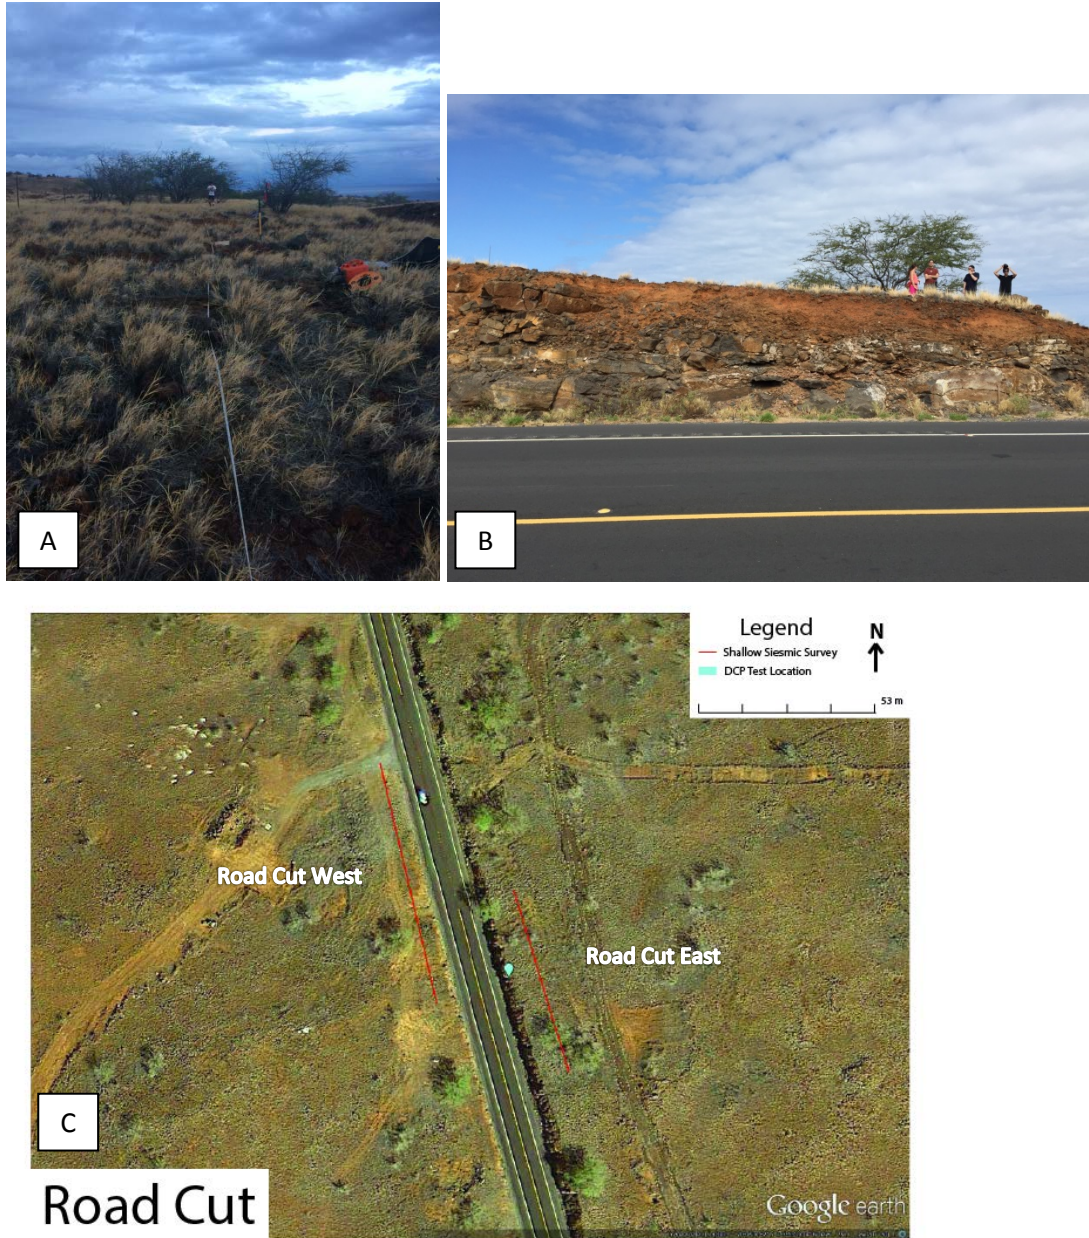 A
B
Legend
N
Shallow Siesmic Survey
DCP Test Location
53 m
Road Cut West
Road Cut East
C
Road Cut
Google earth